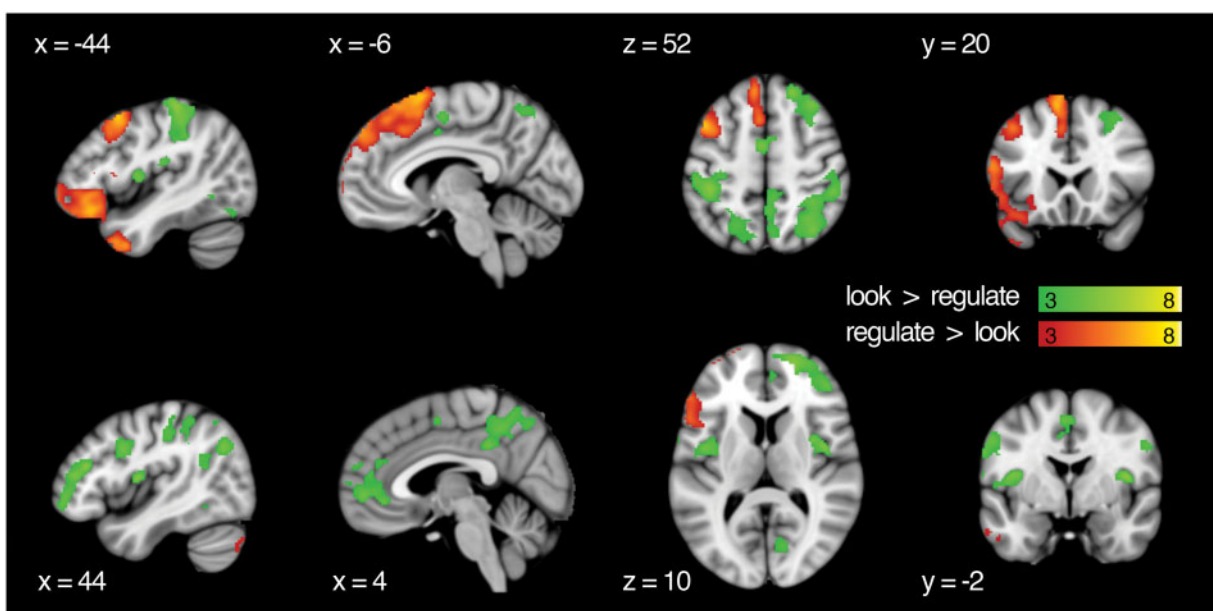 x = -44
x = -6
z = 52
y = 20
look > regulate 3 8
regulate > look 3 8
x = 44
x = 4
z = 10
y = -2